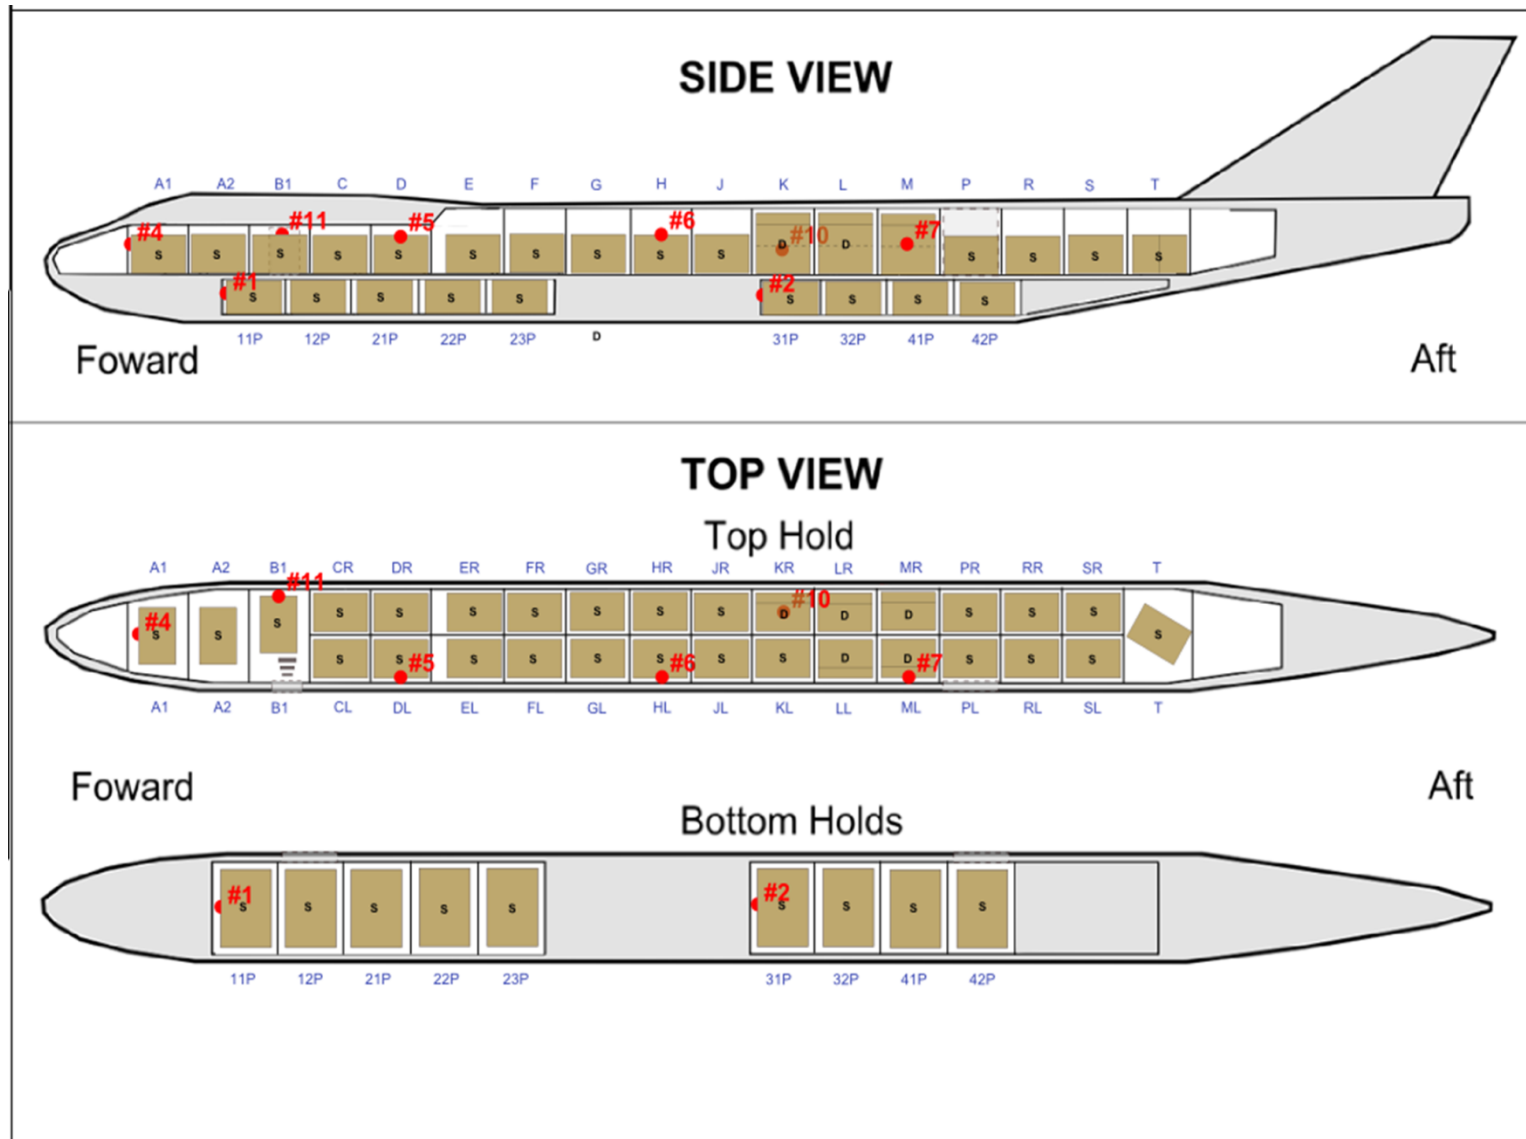 SIDE VIEW
A1 A2 B1 C D E F G H J K L M P R S T
#4 #11 #5 #6 #10 #7
S S S S S S S S S S D D S S S S
#1 #2
S S S S S S S S S
11P 12P 21P 22P 23P D 31P 32P 41P 42P
Foward Aft
TOP VIEW
Top Hold
A1 A2 B1 CR DR ER FR GR HR JR KR LR MR PR RR SR T
#11 #10
S S S S S S S D D D S S S
#4 S S S S
S S S S S S S D D S S S
#5 #6 #7
A1 A2 B1 CL DL EL FL GL HL JL KL LL ML PL RL SL T
Foward Aft
Bottom Holds
#1 #2
S S S S S S S S S
11P 12P 21P 22P 23P 31P 32P 41P 42P